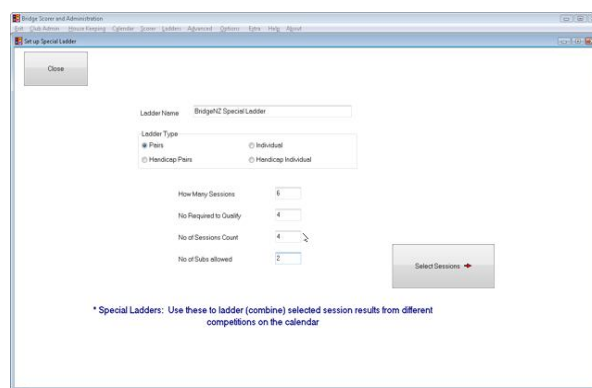 Bridge Scorer and Administration
Exit Club Admin House Keeping Calendar Scorer Ladders Advanced Options Extra Help About
Set up Special Ladder
Close
Ladder Name BridgeNZ Special Ladder
Ladder Type
Pairs Individual
Handicap Pairs Handicap Individual
How Many Sessions 6
No Required to Qualify 4
No of Sessions Count 4
No of Subs allowed 2
Select Sessions
* Special Ladders: Use these to ladder (combine) selected session results from different
competitions on the calendar